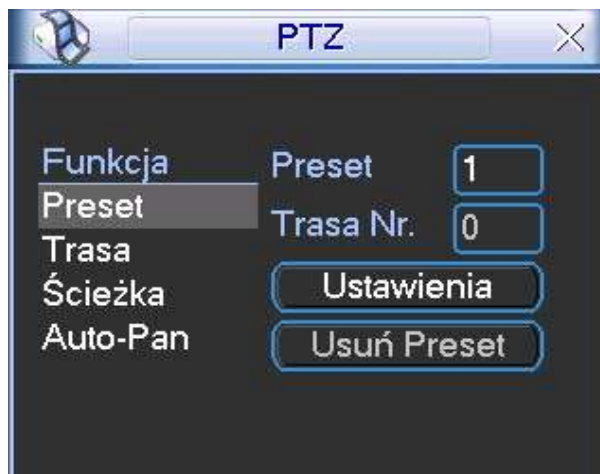 PTZ
Funkcja
Preset
Trasa
Ścieżka
Auto-Pan
Preset 1
Trasa Nr. 0
Ustawienia
Usuń Preset